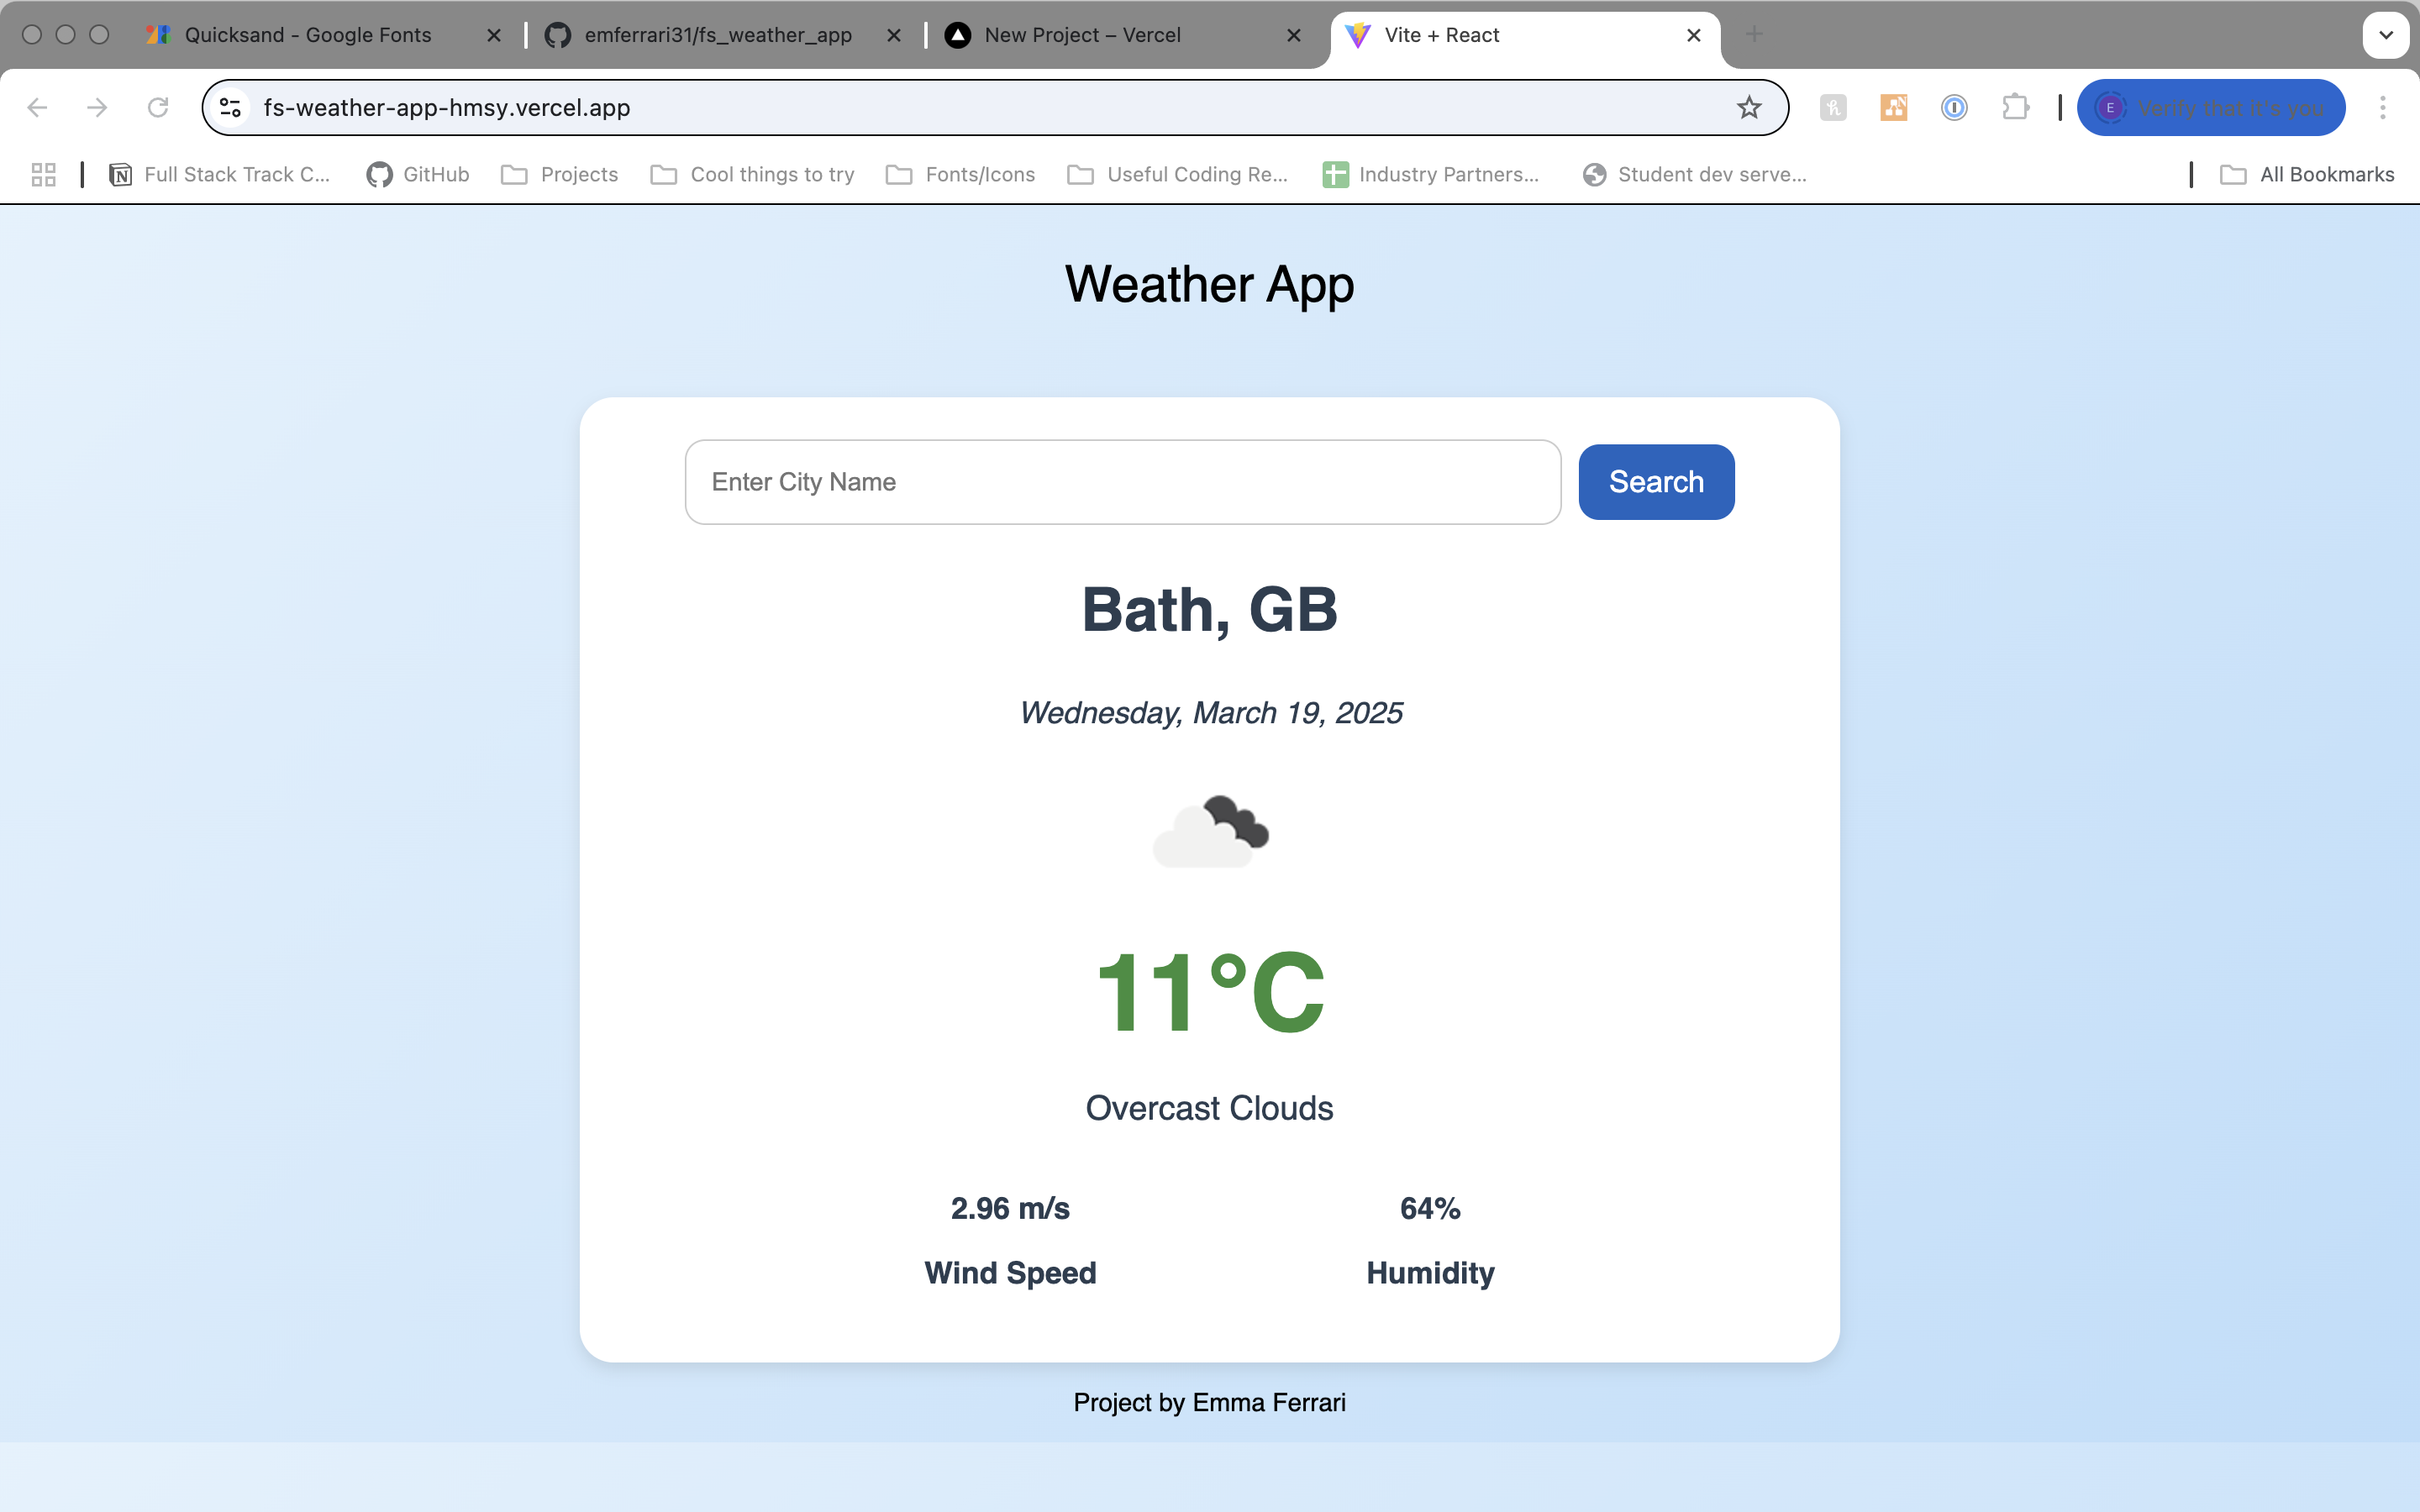 Quicksand - Google Fonts
emferrari31/fs_weather_app
New Project – Vercel
Vite + React
fs-weather-app-hmsy.vercel.app
E
Verify that it's you
Full Stack Track C...
GitHub
Projects
Cool things to try
Fonts/Icons
Useful Coding Re...
Industry Partners...
Student dev serve...
All Bookmarks
Weather App
Enter City Name
Search
Bath, GB
Wednesday, March 19, 2025
11°C
Overcast Clouds
2.96 m/s
64%
Wind Speed
Humidity
Project by Emma Ferrari